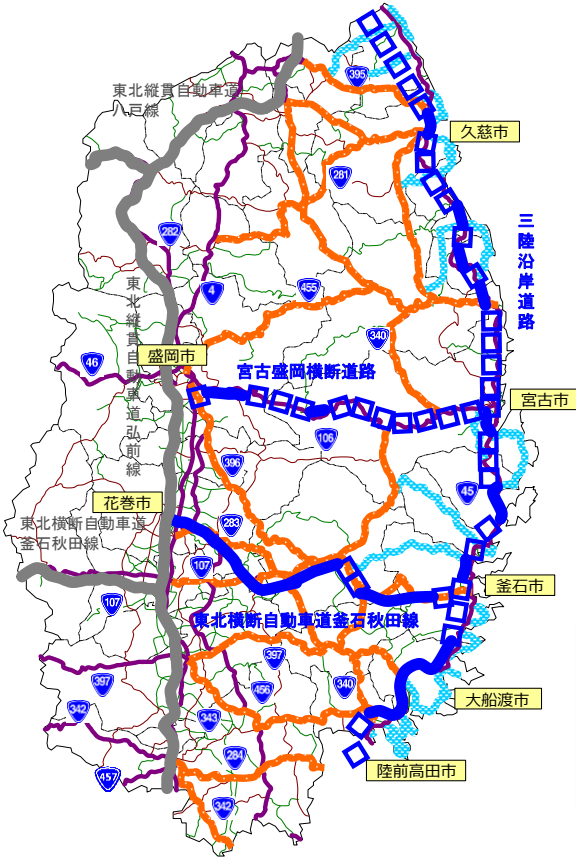 東北縦貫自動車道
八戸線
395
久慈市
281
282
三陸沿岸道路
4
455
東北縦貫自動車道弘前線
340
盛岡市
46
宮古盛岡横断道路
宮古市
106
396
45
花巻市
283
東北横断自動車道
釜石秋田線
107
釜石市
107
東北横断自動車道釜石秋田線
397
397
340
456
大船渡市
342
343
284
陸前高田市
457
342